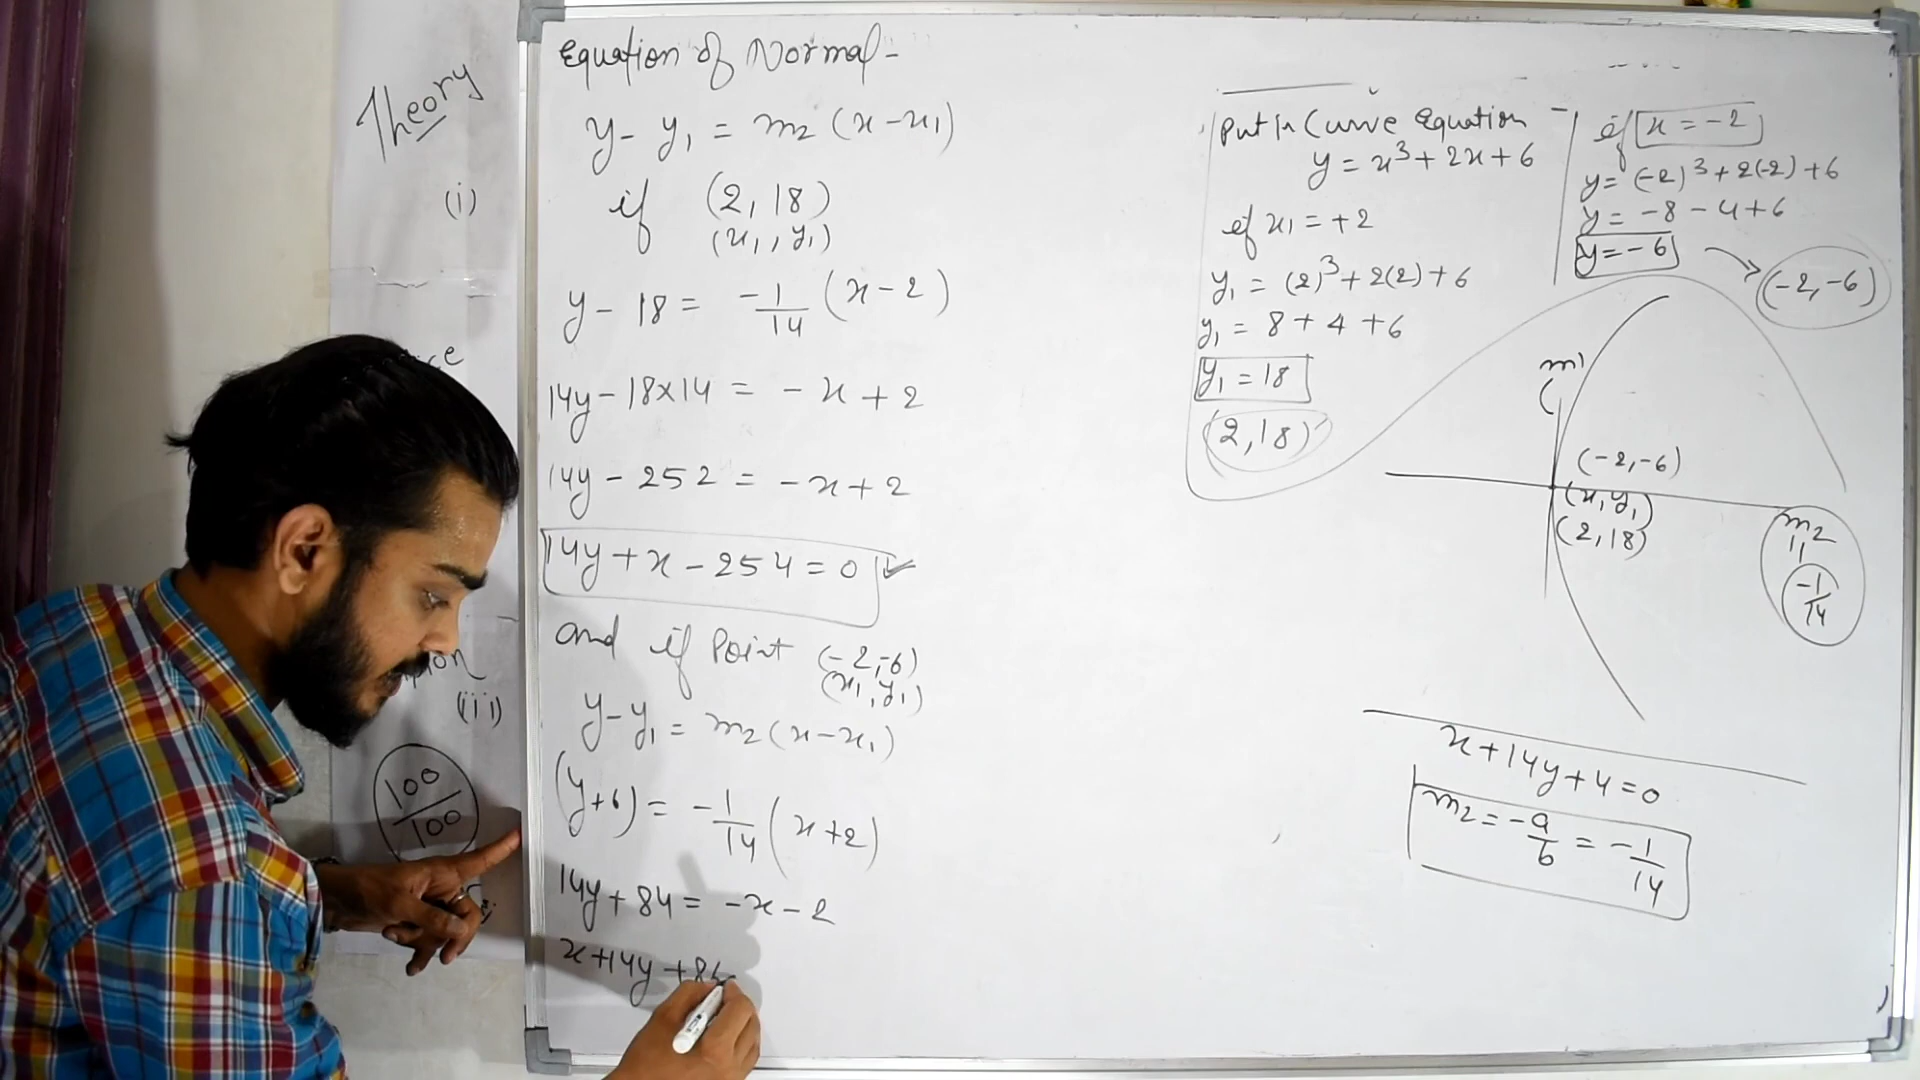 Theory
(i)
(iii)
100
100
Equation of Normal -
y - y₁ = m₂ (x - x₁)
if (2, 18)
(x₁, y₁)
y - 18 = -1/14 (x - 2)
14y - 18×14 = - x + 2
14y - 252 = - x + 2
14y + x - 254 = 0 ✓
and if Point (-2,-6)
(x₁, y₁)
y - y₁ = m₂ (x - x₁)
(y+6) = -1/14 (x+2)
14y + 84 = -x - 2
x + 14y + 86
Put in Curve Equation -
y = x³ + 2x + 6
if x₁ = +2
y₁ = (2)³ + 2(2) + 6
y₁ = 8 + 4 + 6
y₁ = 18
(2, 18)
if x = -2
y = (-2)³ + 2(-2) + 6
y = -8 - 4 + 6
y = -6 → (-2, -6)
m₁
(-2, -6)
(x, y₁)
(2, 18)
m₂
-1/14
x + 14y + 4 = 0
m₂ = -a/b = -1/14